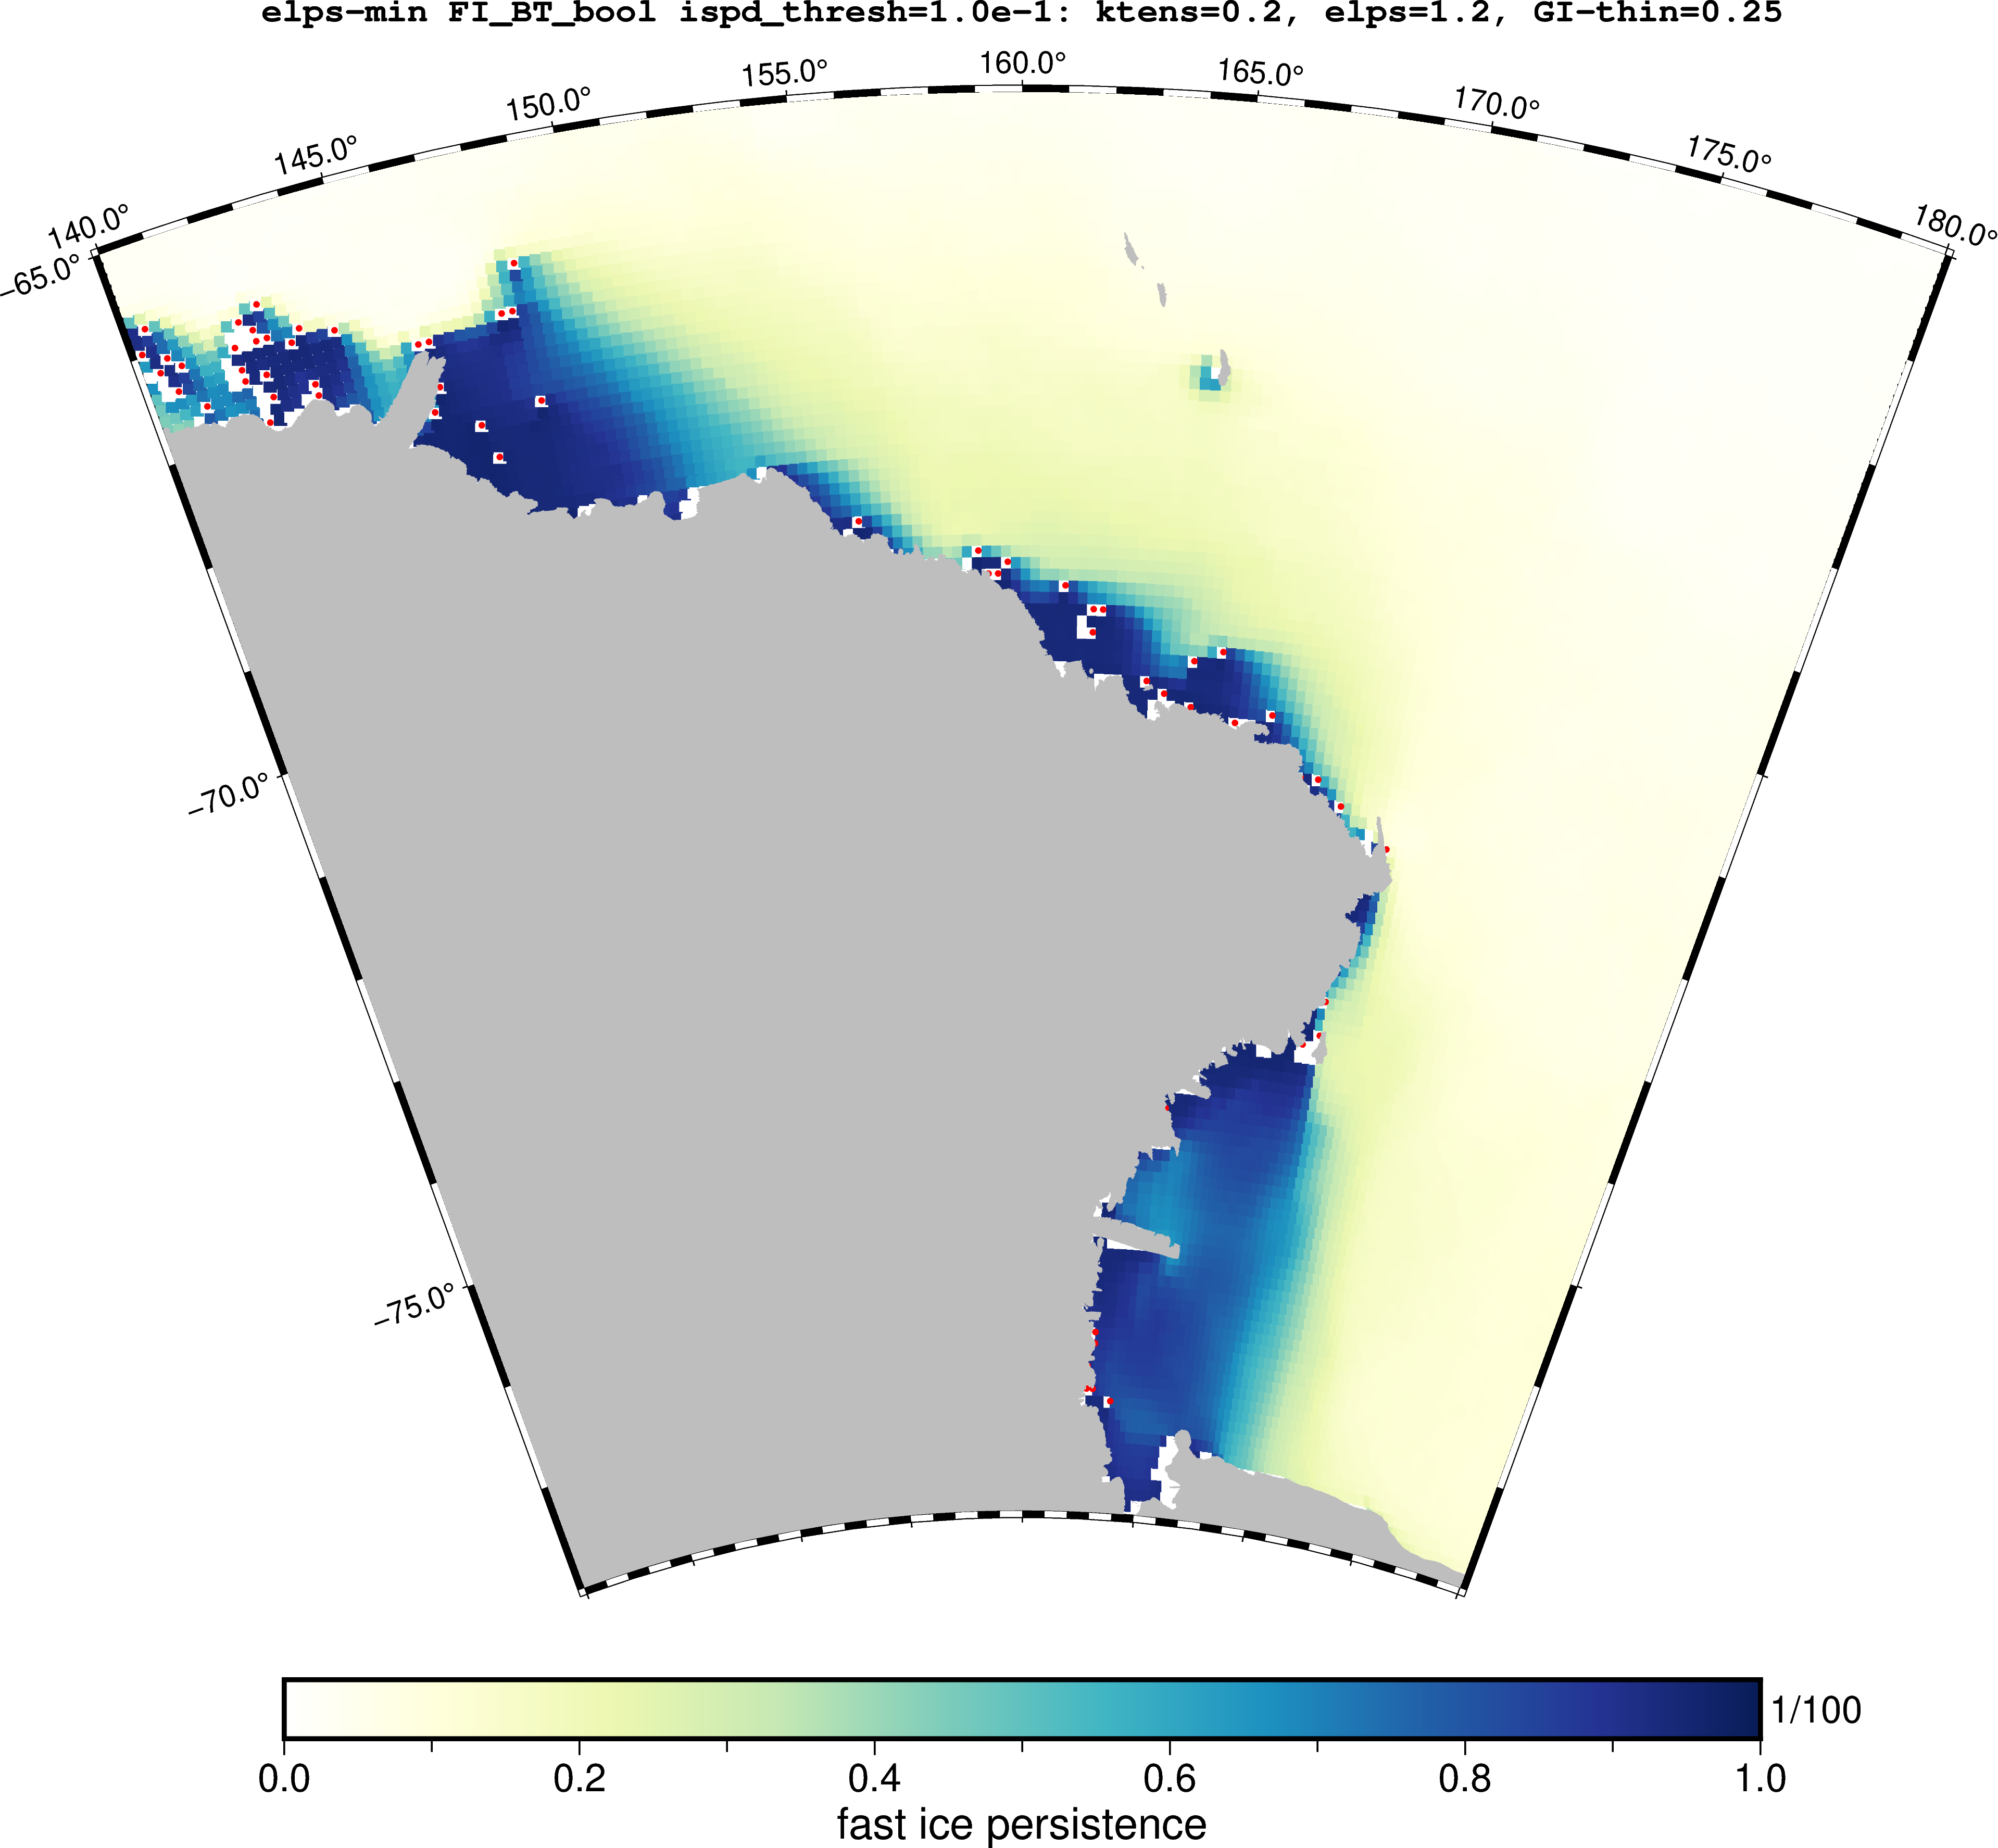 elps-min FI_BT_bool ispd_thresh=1.0e-1: ktens=0.2, elps=1.2, GI-thin=0.25
140.0° 145.0° 150.0° 155.0° 160.0° 165.0° 170.0° 175.0° 180.0°
-65.0°
-70.0°
-75.0°
1/100
0.0 0.2 0.4 0.6 0.8 1.0
fast ice persistence